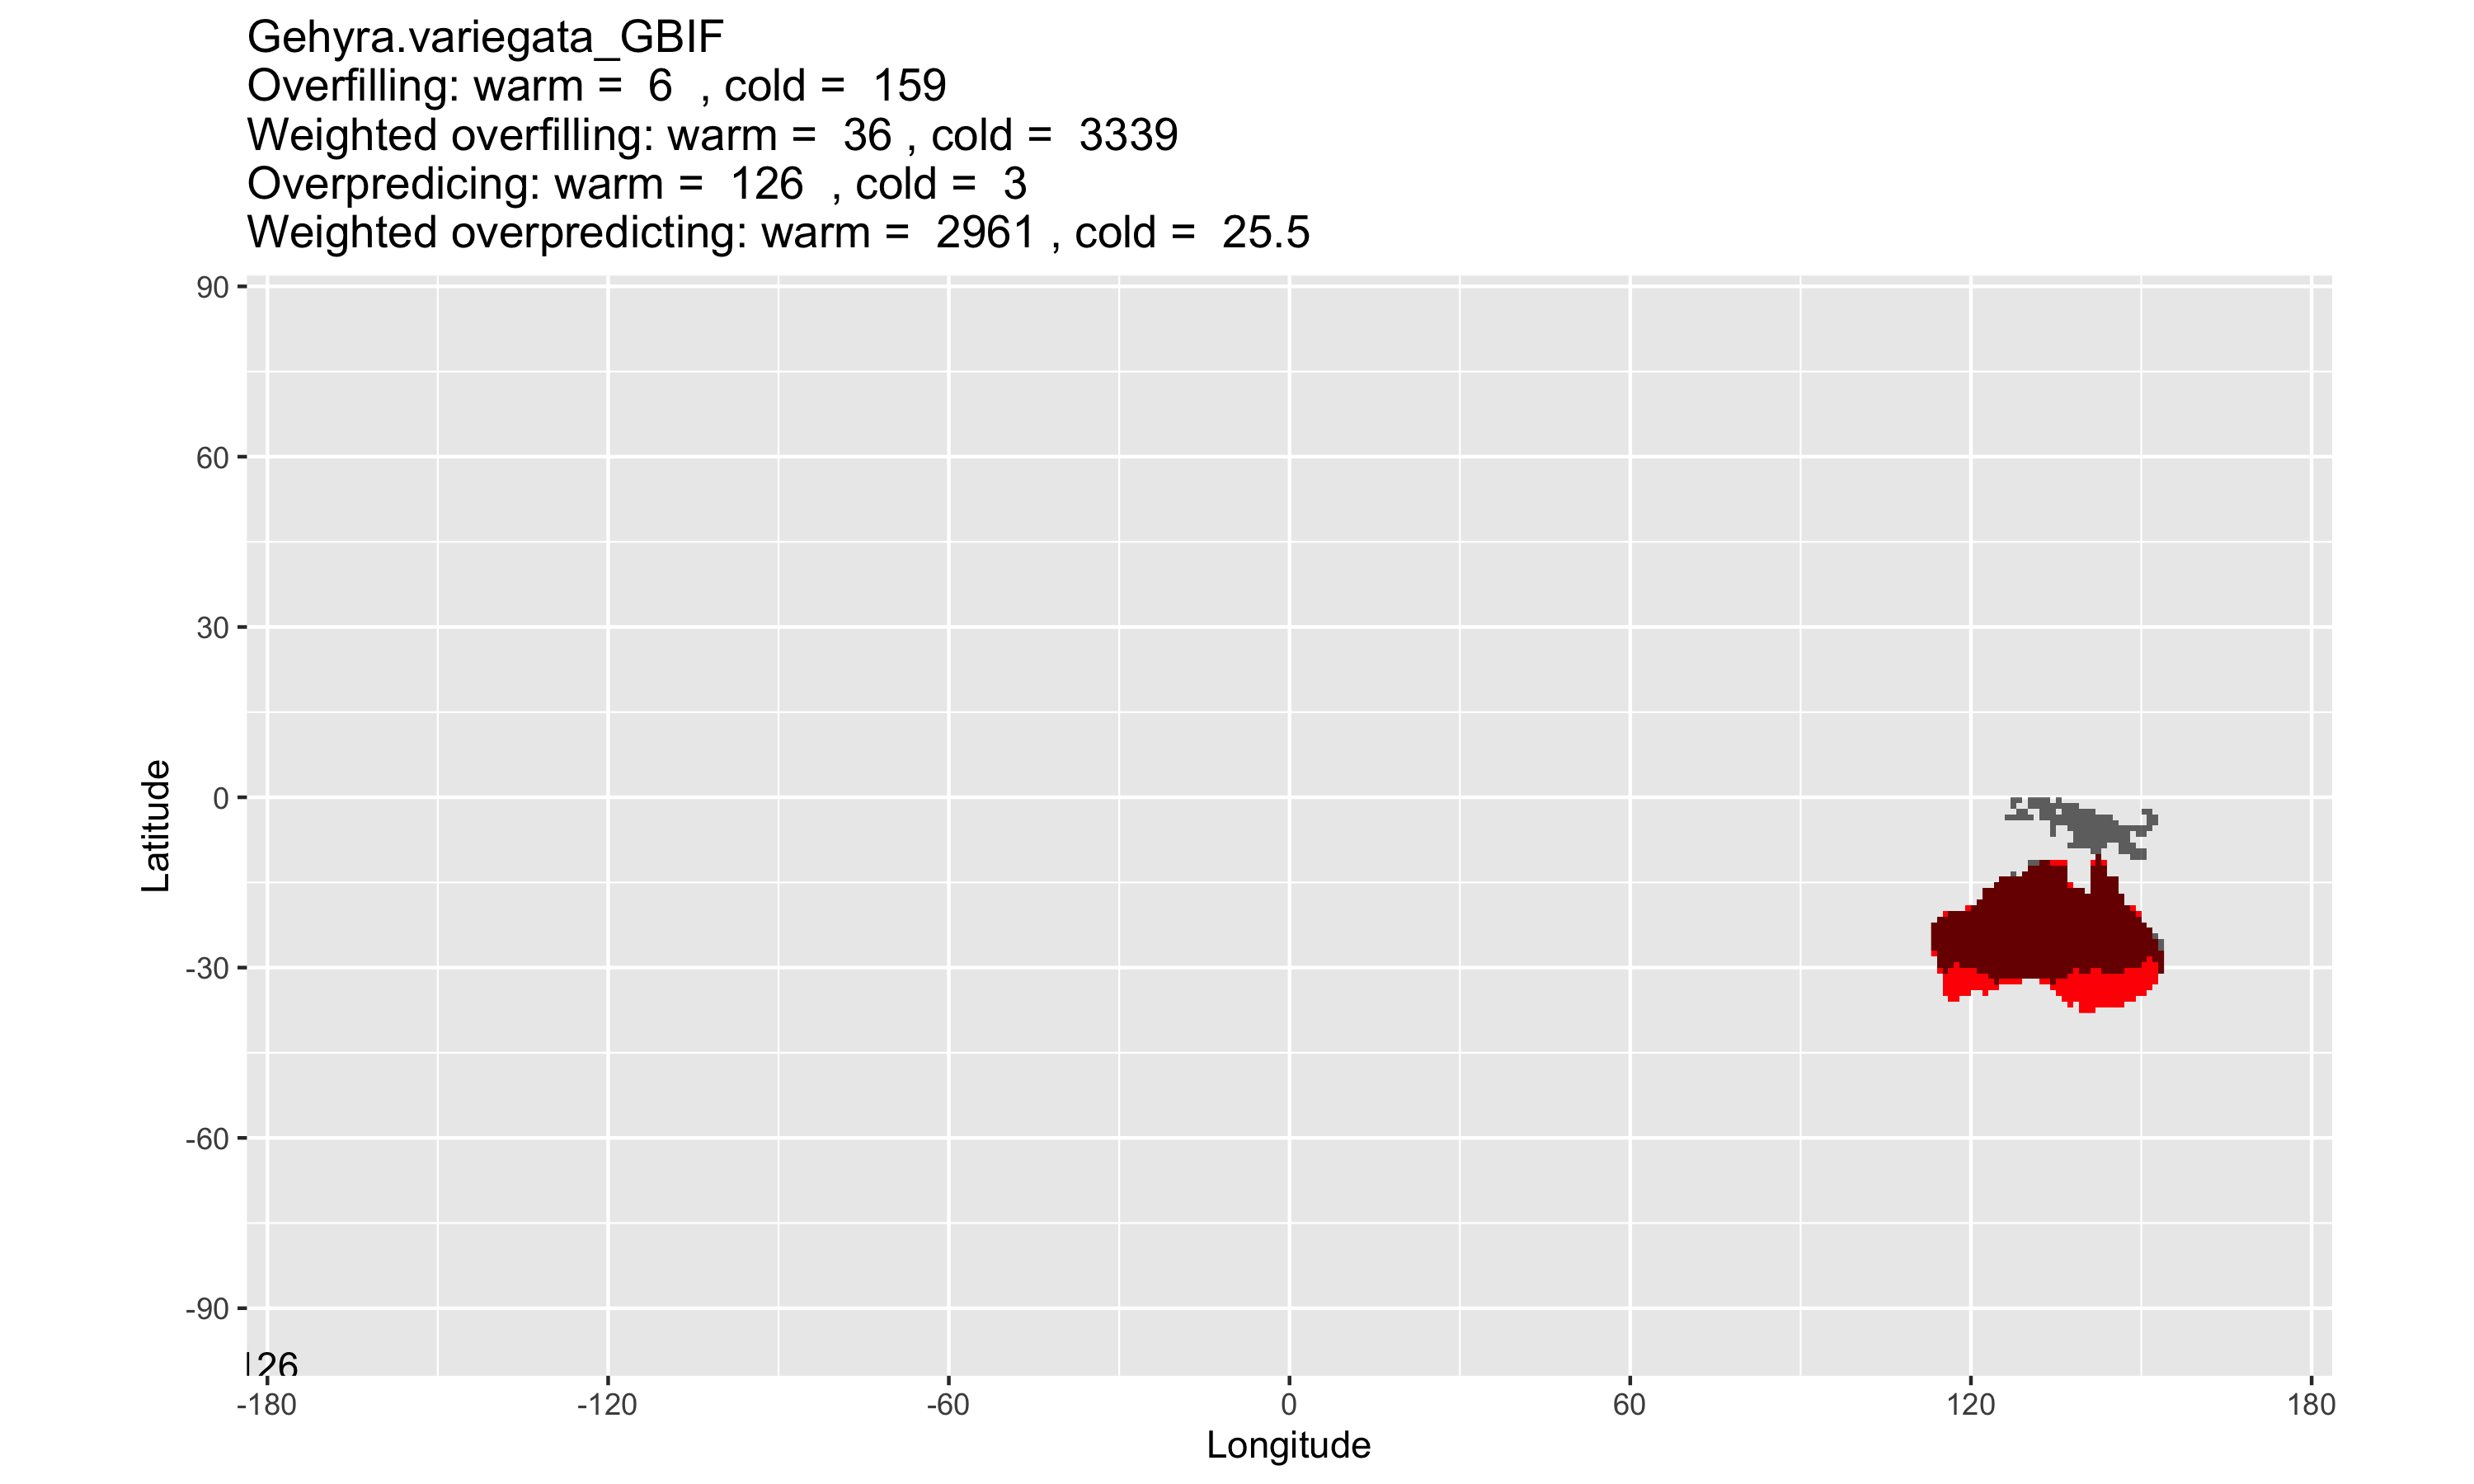 Gehyra.variegata_GBIF
Overfilling: warm = 6 , cold = 159
Weighted overfilling: warm = 36 , cold = 3339
Overpredicing: warm = 126 , cold = 3
Weighted overpredicting: warm = 2961 , cold = 25.5
90
60
30
0
-30
-60
-90
Latitude
26
-180
-120
-60
0
60
120
180
Longitude